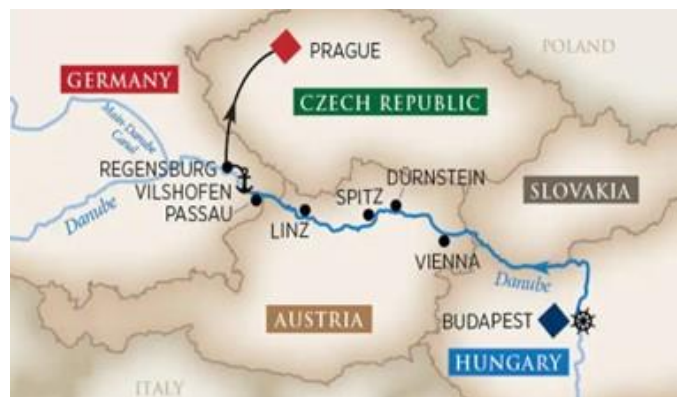 POLAND
PRAGUE
GERMANY
CZECH REPUBLIC
Main-Danube
Canal
REGENSBURG
VILSHOFEN
PASSAU
DÜRNSTEIN
SPITZ
SLOVAKIA
Danube
LINZ
VIENNA
Danube
AUSTRIA
BUDAPEST
HUNGARY
ITALY